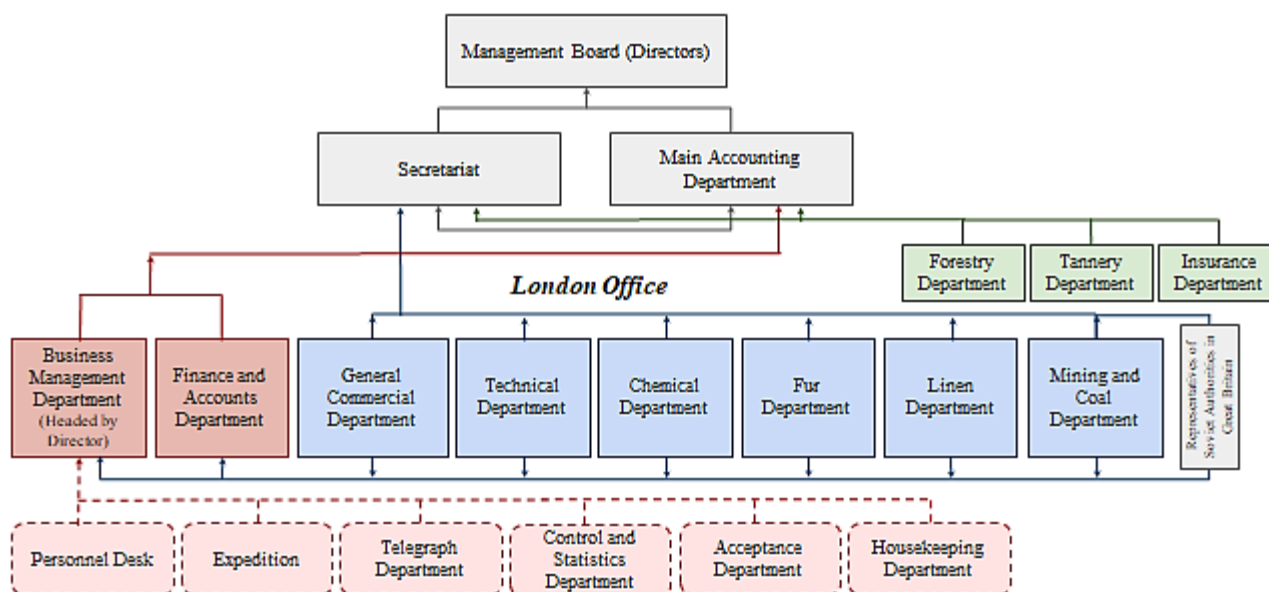 Management Board (Directors)
Secretariat
Main Accounting
Department
Forestry
Department
Tannery
Department
Insurance
Department
London Office
Business
Management
Department
(Headed by
Director)
Finance and
Accounts
Department
General
Commercial
Department
Technical
Department
Chemical
Department
Fur
Department
Linen
Department
Mining and
Coal
Department
Representatives of
Soviet Authorities in
Great Britain
Personnel Desk
Expedition
Telegraph
Department
Control and
Statistics
Department
Acceptance
Department
Housekeeping
Department